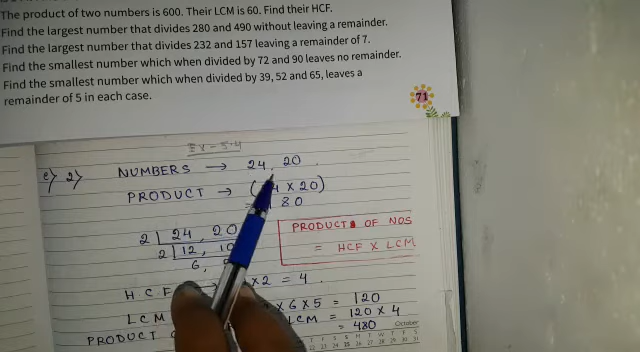 The product of two numbers is 600. Their LCM is 60. Find their HCF.
Find the largest number that divides 280 and 490 without leaving a remainder.
Find the largest number that divides 232 and 157 leaving a remainder of 7.
Find the smallest number which when divided by 72 and 90 leaves no remainder.
Find the smallest number which when divided by 39, 52 and 65, leaves a
remainder of 5 in each case.
71
EX-5.4
2) NUMBERS → 24, 20
PRODUCT → ( 4 X 20)
80
2 | 24, 20
2 | 12, 10
6,
PRODUCT OF NOS
= HCF X LCM
HCF x2 = 4.
LCM x6x5 = 120
PRODUCT LCM = 120 x 4
= 480
October